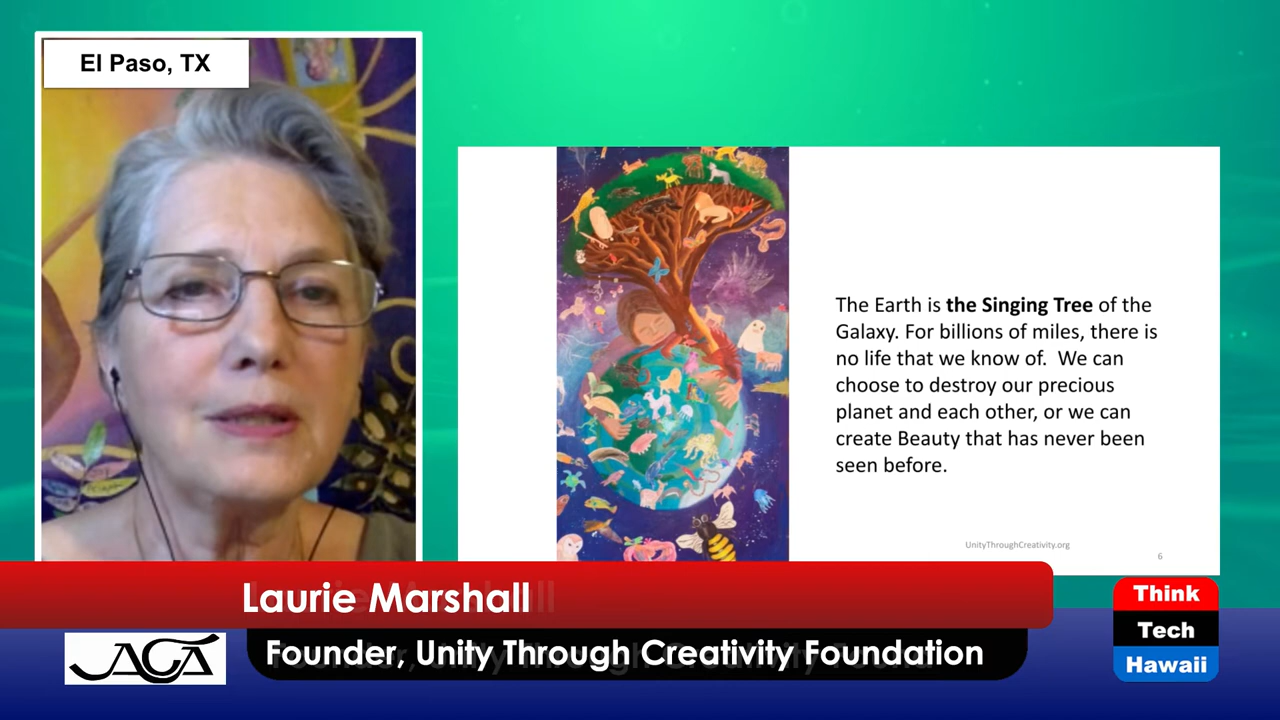 El Paso, TX
The Earth is the Singing Tree of the
Galaxy. For billions of miles, there is
no life that we know of. We can
choose to destroy our precious
planet and each other, or we can
create Beauty that has never been
seen before.
UnityThroughCreativity.org
6
Laurie Marshall
Founder, Unity Through Creativity Foundation
JAGA
Think
Tech
Hawaii